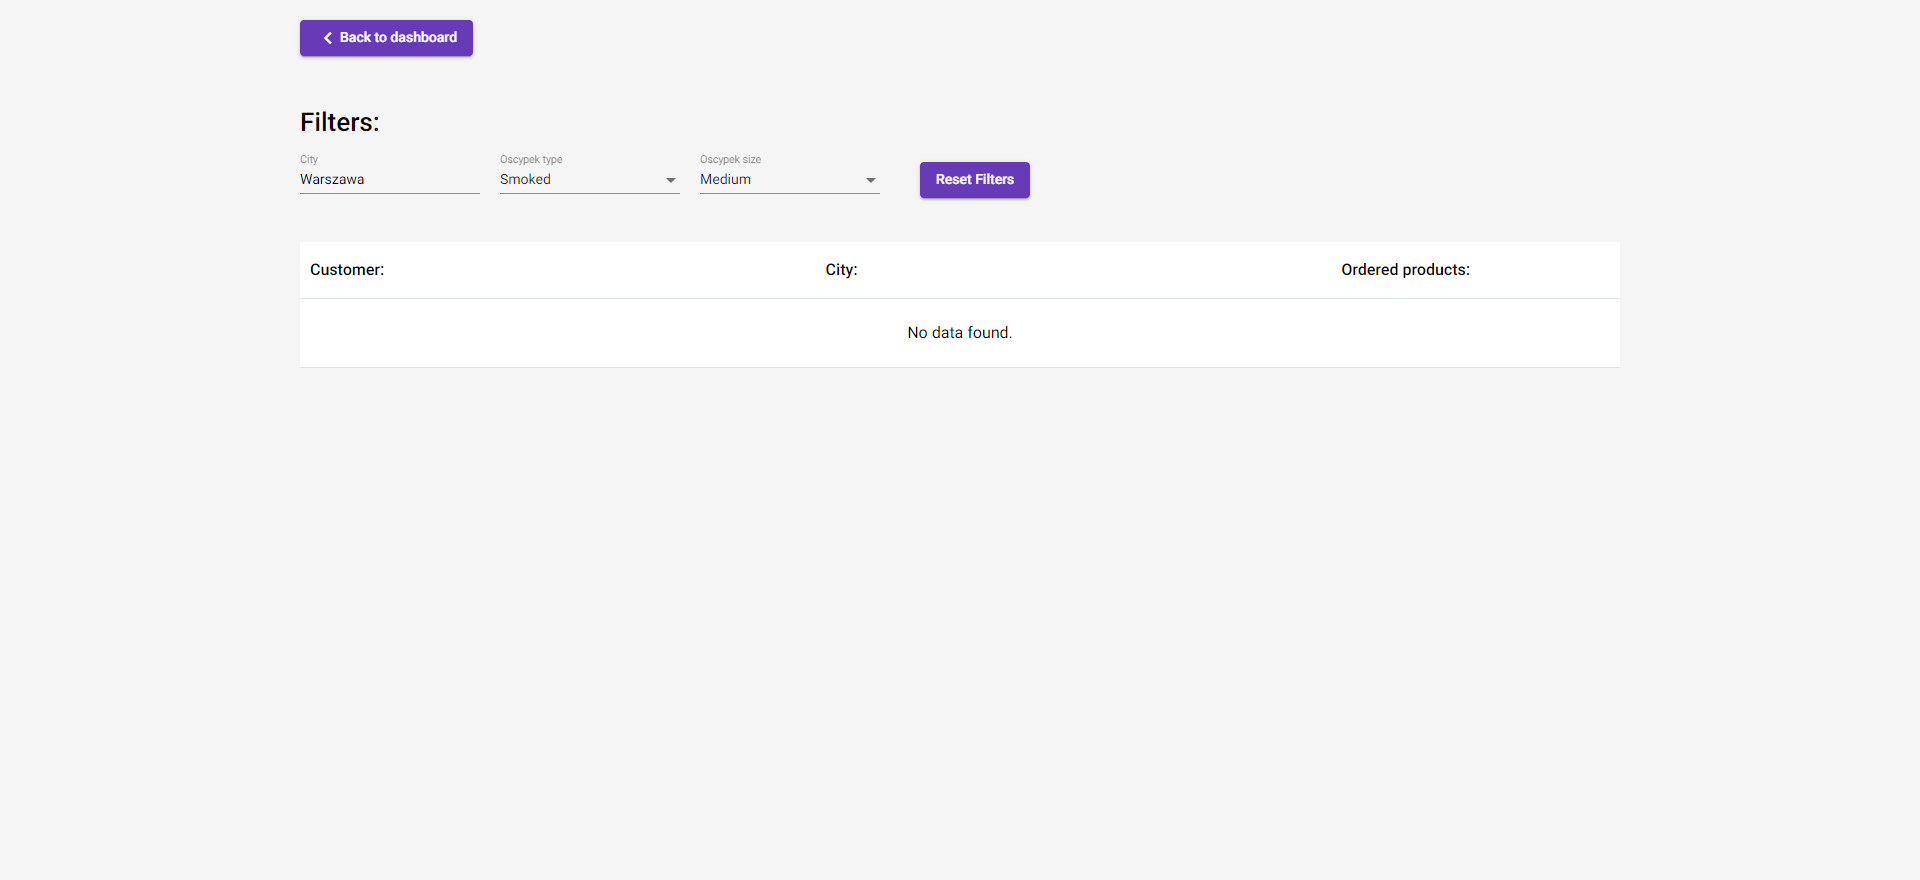 Back to dashboard
Filters:
City Oscypek type Oscypek size
Warszawa Smoked Medium Reset Filters
Customer: City: Ordered products:
No data found.